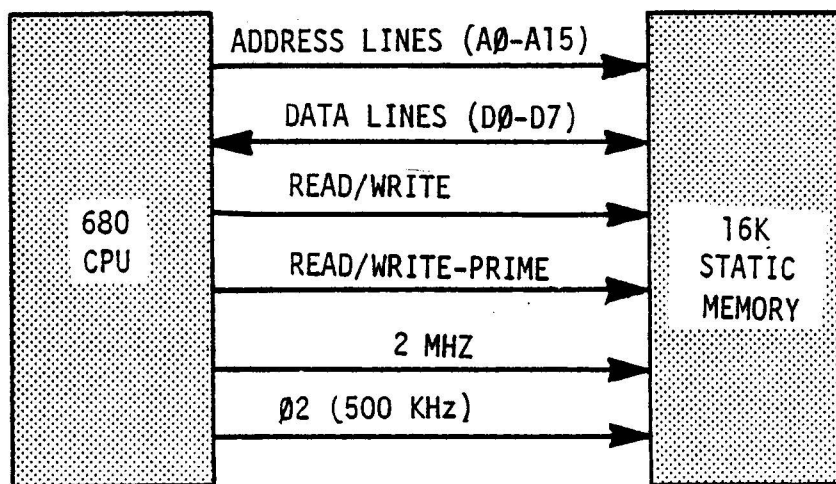 ADDRESS LINES (AØ-A15)
DATA LINES (DØ-D7)
READ/WRITE
680
CPU
READ/WRITE-PRIME
16K
STATIC
MEMORY
2 MHZ
Ø2 (500 KHz)